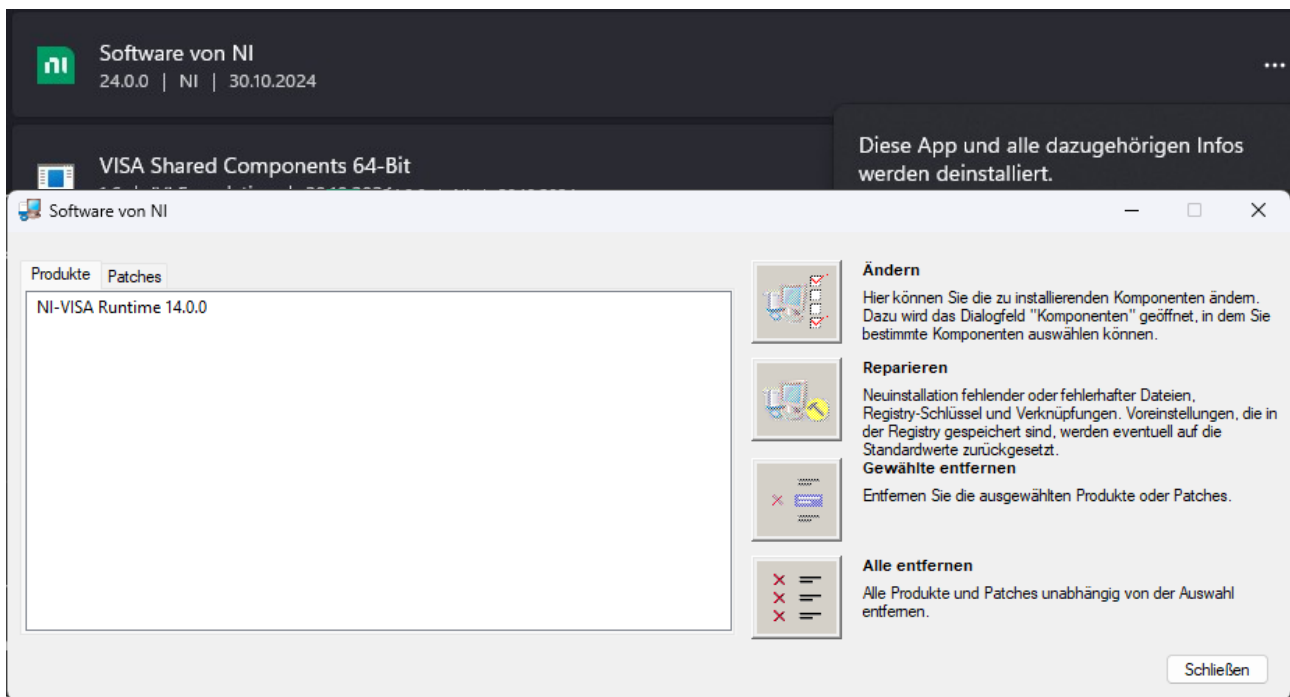 Software von NI
24.0.0 | NI | 30.10.2024
...
VISA Shared Components 64-Bit
Diese App und alle dazugehörigen Infos
werden deinstalliert.
Software von NI
Produkte
Patches
NI-VISA Runtime 14.0.0
Ändern
Hier können Sie die zu installierenden Komponenten ändern.
Dazu wird das Dialogfeld "Komponenten" geöffnet, in dem Sie
bestimmte Komponenten auswählen können.
Reparieren
Neuinstallation fehlender oder fehlerhafter Dateien,
Registry-Schlüssel und Verknüpfungen. Voreinstellungen, die in
der Registry gespeichert sind, werden eventuell auf die
Standardwerte zurückgesetzt.
Gewählte entfernen
Entfernen Sie die ausgewählten Produkte oder Patches.
Alle entfernen
Alle Produkte und Patches unabhängig von der Auswahl
entfernen.
Schließen